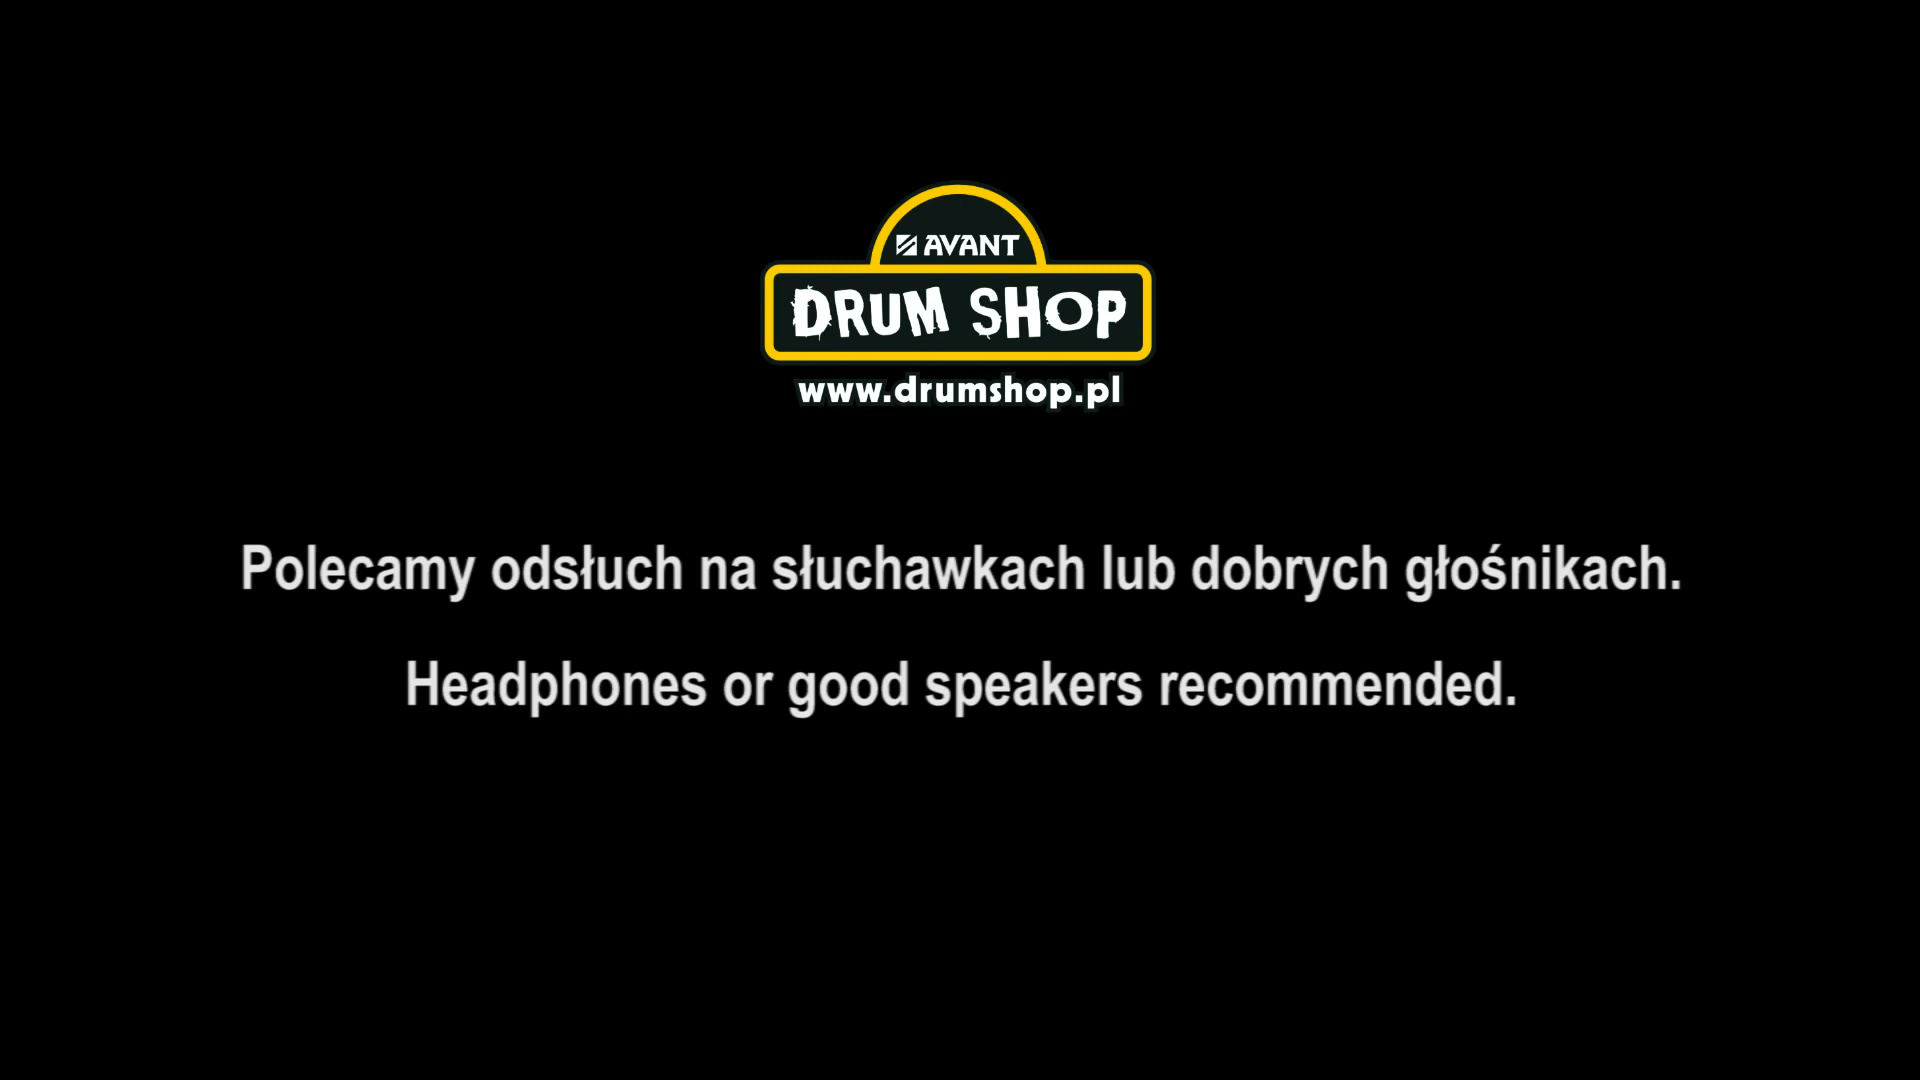 AVANT
DRUM SHOP
www.drumshop.pl
Polecamy odsłuch na słuchawkach lub dobrych głośnikach.
Headphones or good speakers recommended.